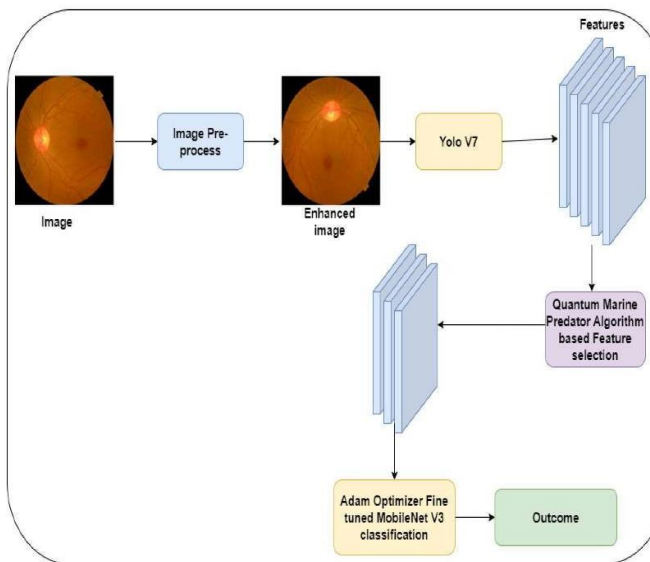 Features
Image Pre-
process
Yolo V7
Image
Enhanced
image
Quantum Marine
Predator Algorithm
based Feature
selection
Adam Optimizer Fine
tuned MobileNet V3
classification
Outcome